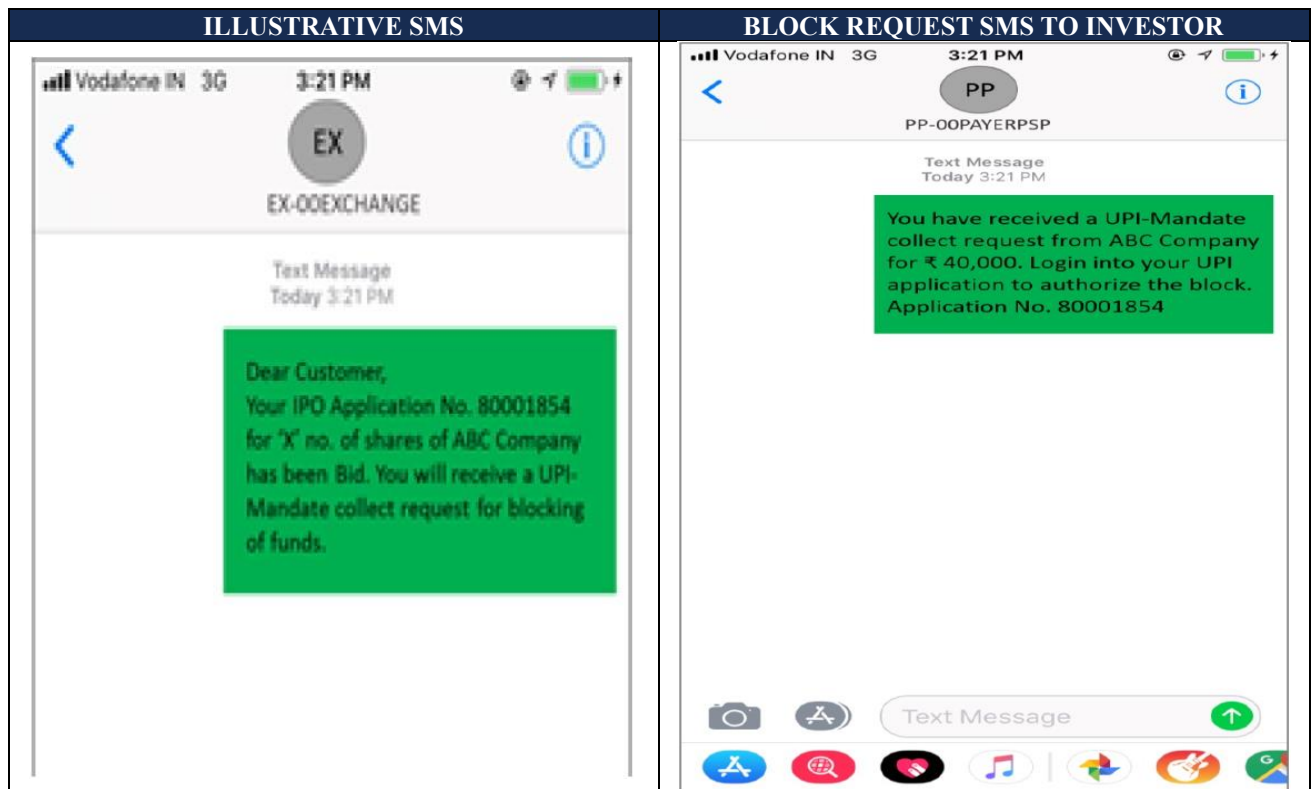 ILLUSTRATIVE SMS
Vodafone IN 3G 3:21 PM
EX
EX-00EXCHANGE
Text Message
Today 3:21 PM
Dear Customer,
Your IPO Application No. 80001854
for 'X' no. of shares of ABC Company
has been Bid. You will receive a UPI-
Mandate collect request for blocking
of funds.
BLOCK REQUEST SMS TO INVESTOR
Vodafone IN 3G 3:21 PM
PP
PP-00PAYERPSP
Text Message
Today 3:21 PM
You have received a UPI-Mandate
collect request from ABC Company
for ₹ 40,000. Login into your UPI
application to authorize the block.
Application No. 80001854
Text Message
G